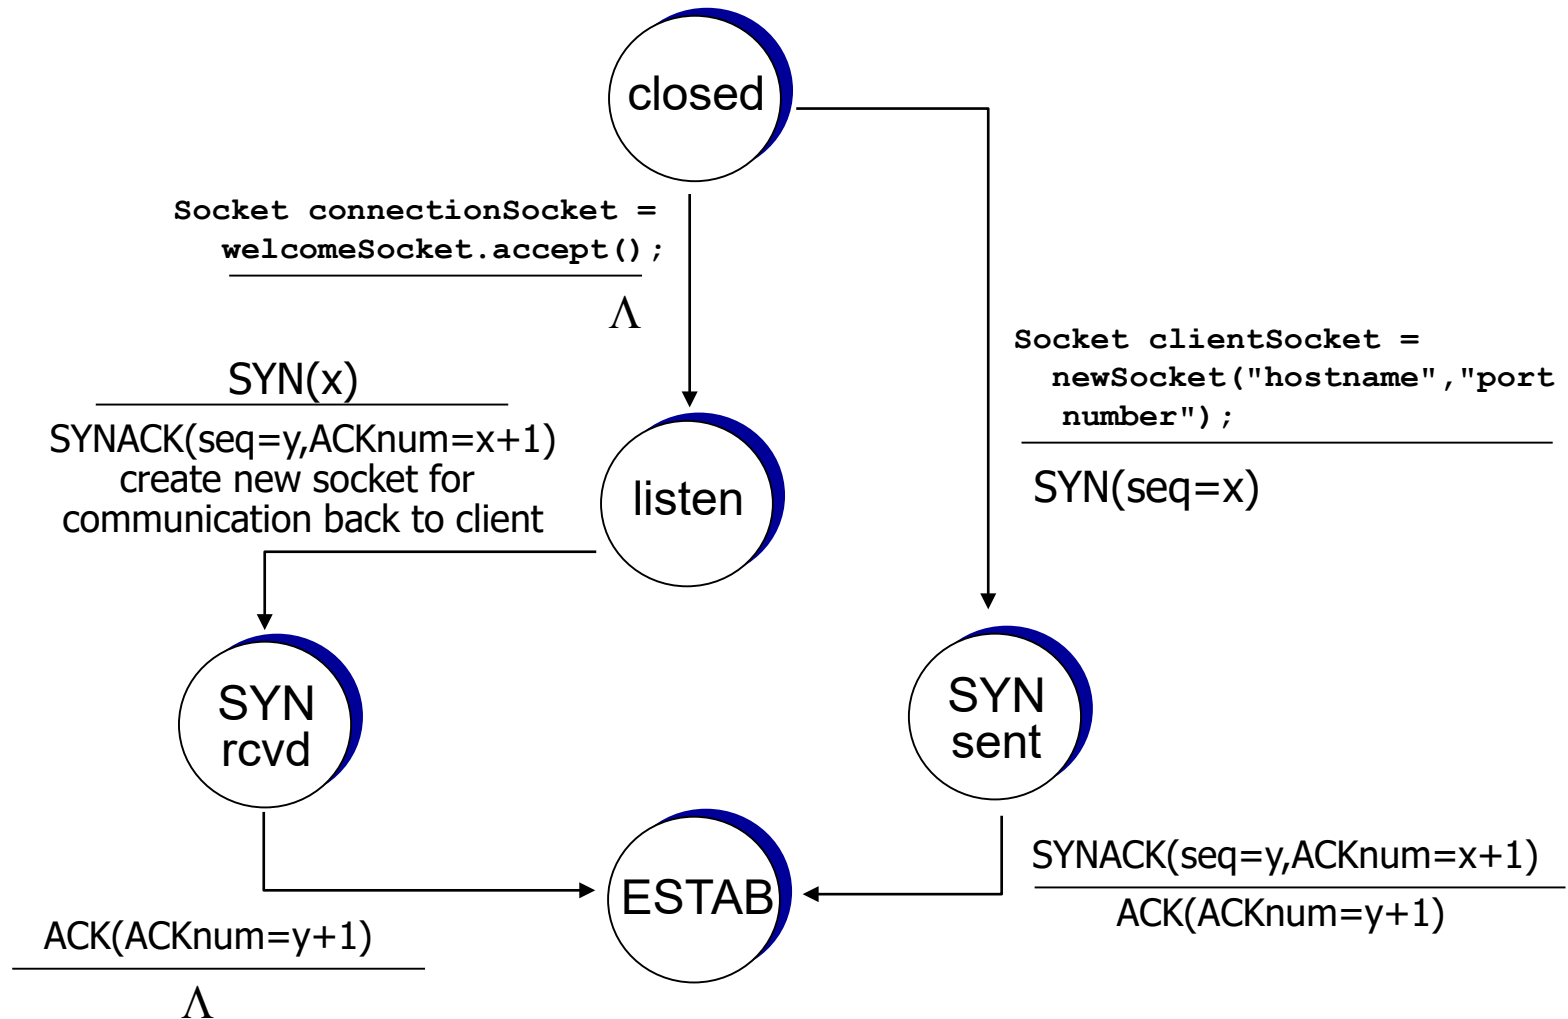 closed
Socket connectionSocket =
welcomeSocket.accept();
Λ
Socket clientSocket =
newSocket("hostname","port
number");
SYN(seq=x)
SYN(x)
SYNACK(seq=y,ACKnum=x+1)
create new socket for
communication back to client
listen
SYN
rcvd
SYN
sent
ESTAB
SYNACK(seq=y,ACKnum=x+1)
ACK(ACKnum=y+1)
ACK(ACKnum=y+1)
Λ